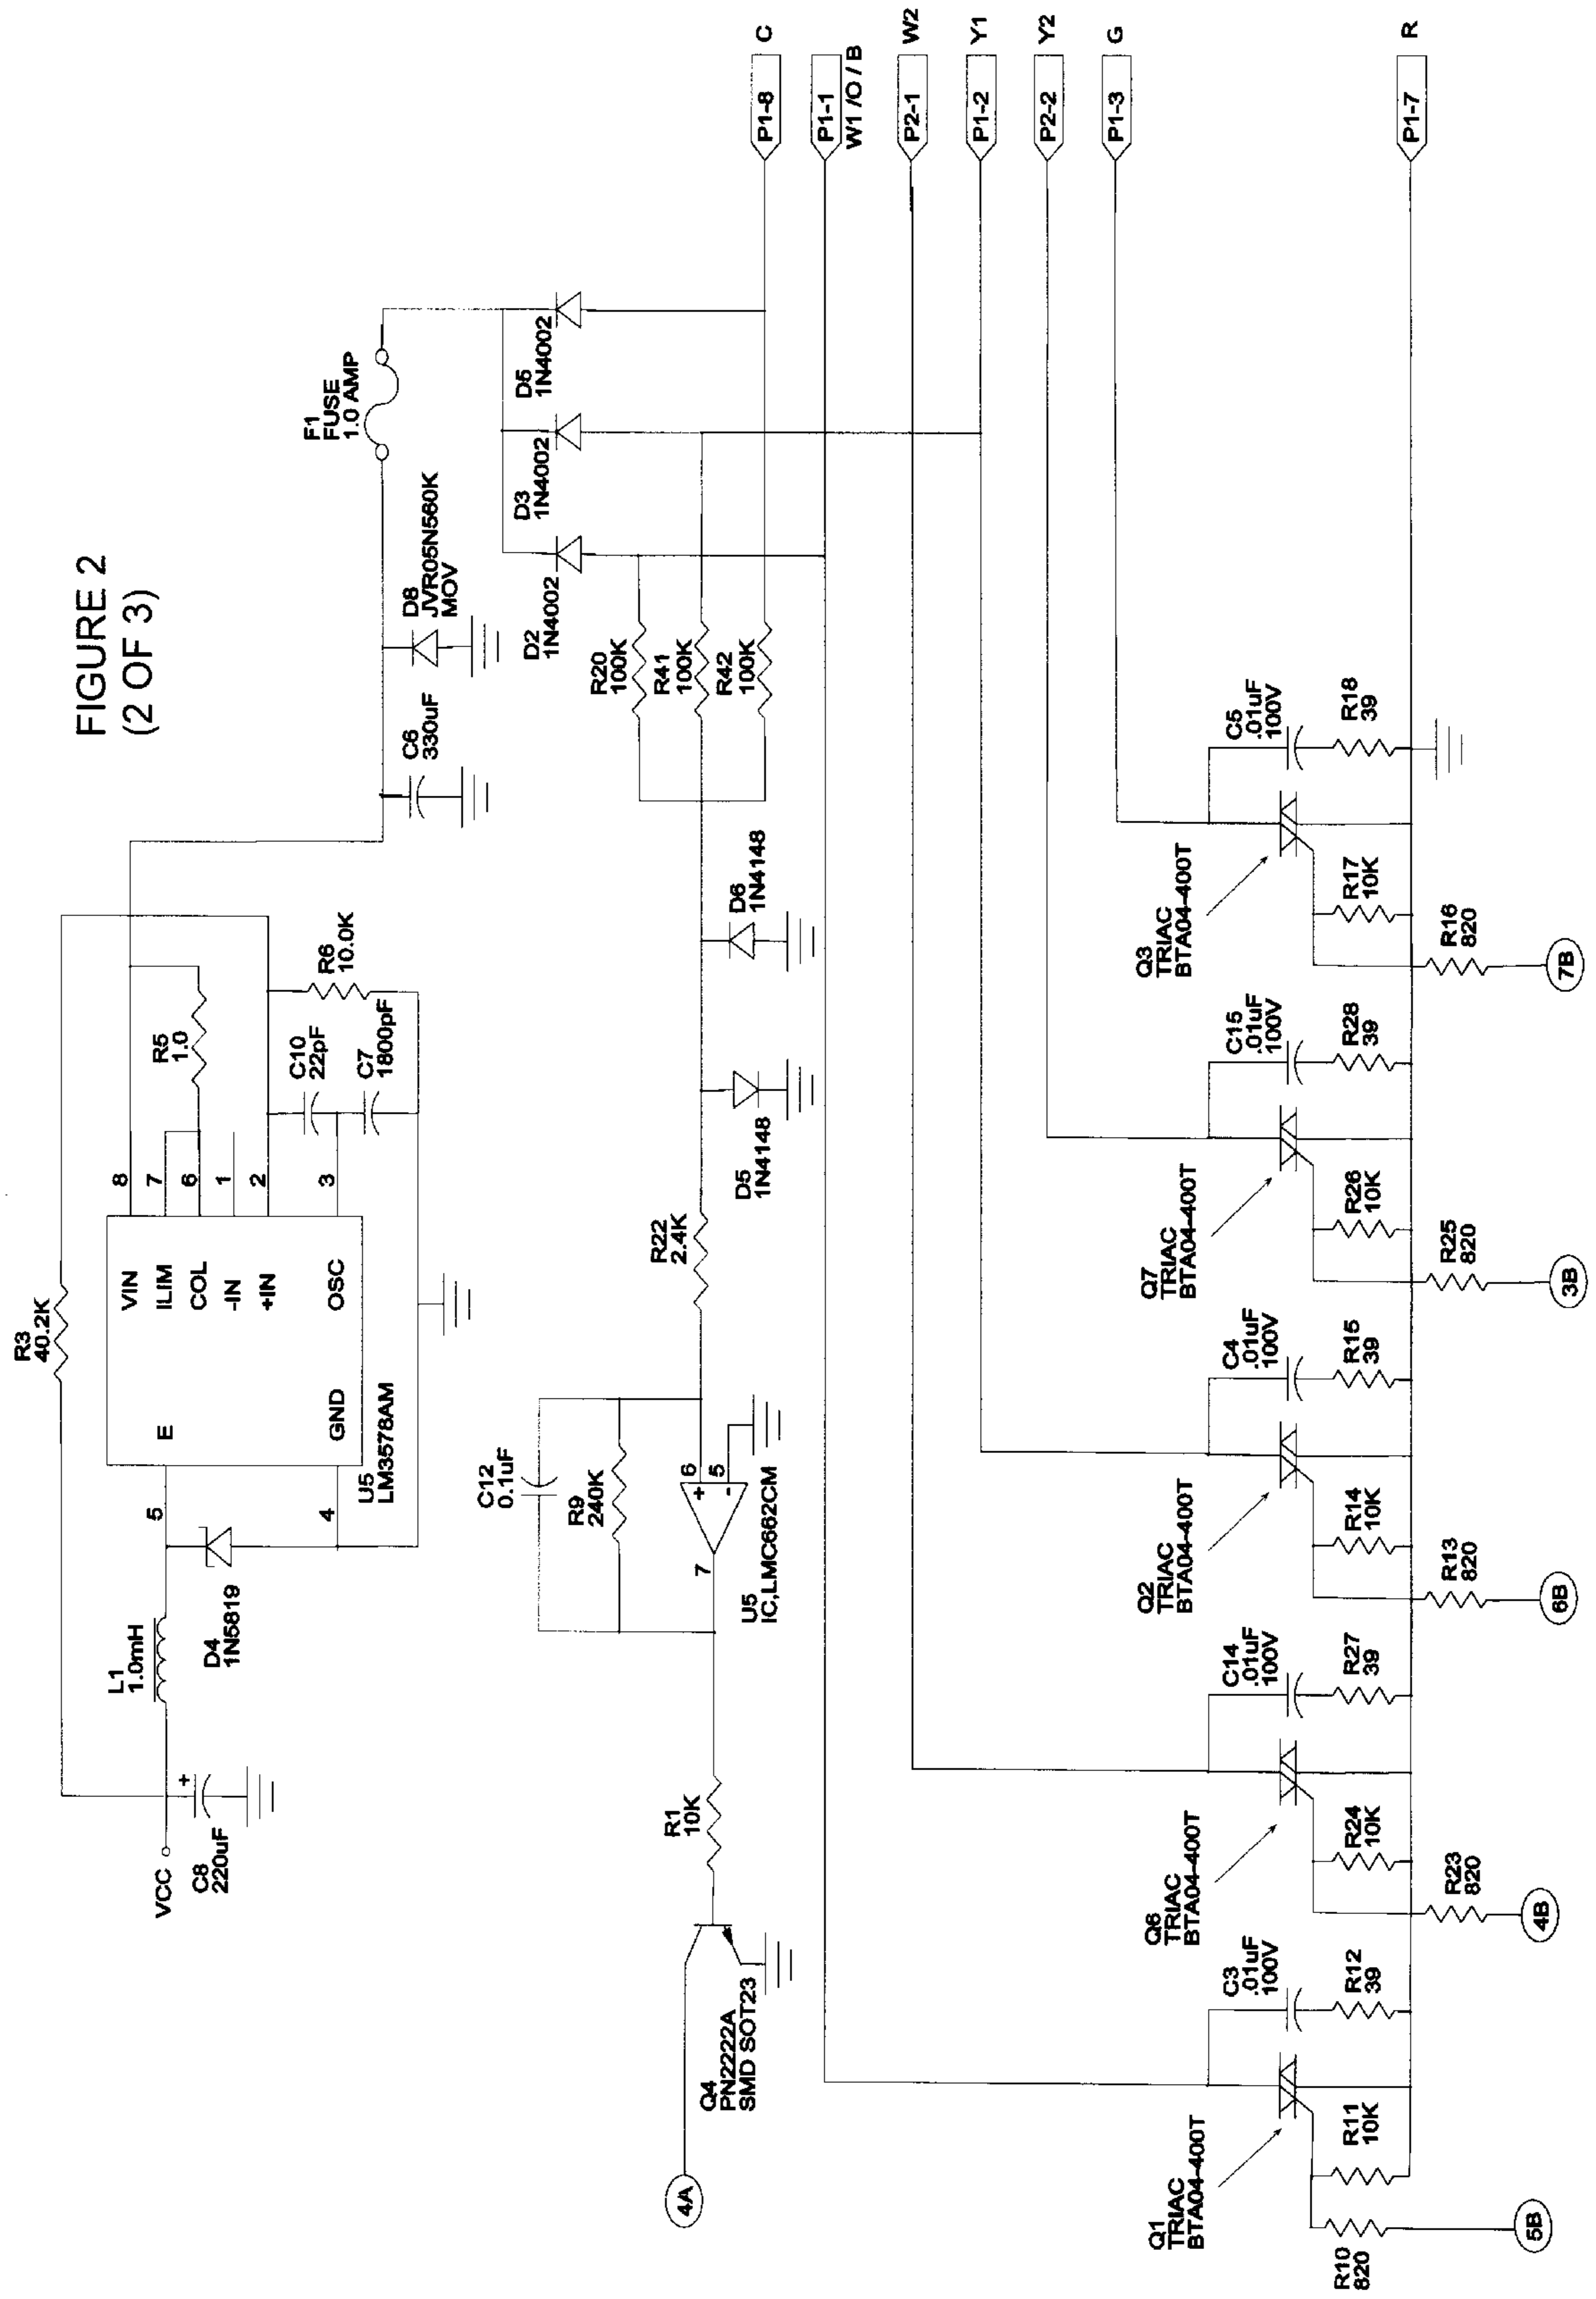 FIGURE 2
(2 OF 3)
R3
40.2K
VIN
ILIM
COL
-IN
+IN
OSC
E
GND
8
7
6
1
2
3
5
4
U5
LM3578AM
R5
1.0
C10
22pF
C7
1800pF
R6
10.0K
L1
1.0mH
D4
1N5819
VCC
+
C8
220uF
F1
FUSE
1.0 AMP
D8
JVR05N560K
MOV
C6
330uF
D2
1N4002
D3
1N4002
D5
1N4002
R20
100K
R41
100K
R42
100K
D6
1N4148
D5
1N4148
R22
2.4K
C12
0.1uF
R9
240K
6
5
+
-
7
U5
IC,LMC662CM
R1
10K
Q4
PN2222A
SMD SOT23
4A
P1-8
C
P1-1
W1 /O / B
P2-1
W2
P1-2
Y1
P2-2
Y2
P1-3
G
P1-7
R
Q1
TRIAC
BTA04-400T
C3
.01uF
100V
R12
39
R11
10K
R10
820
5B
Q6
TRIAC
BTA04-400T
C14
.01uF
100V
R27
39
R24
10K
R23
820
4B
Q2
TRIAC
BTA04-400T
C4
.01uF
100V
R15
39
R14
10K
R13
820
6B
Q7
TRIAC
BTA04-400T
C15
.01uF
100V
R28
39
R26
10K
R25
820
3B
Q3
TRIAC
BTA04-400T
C5
.01uF
100V
R18
39
R17
10K
R16
820
7B